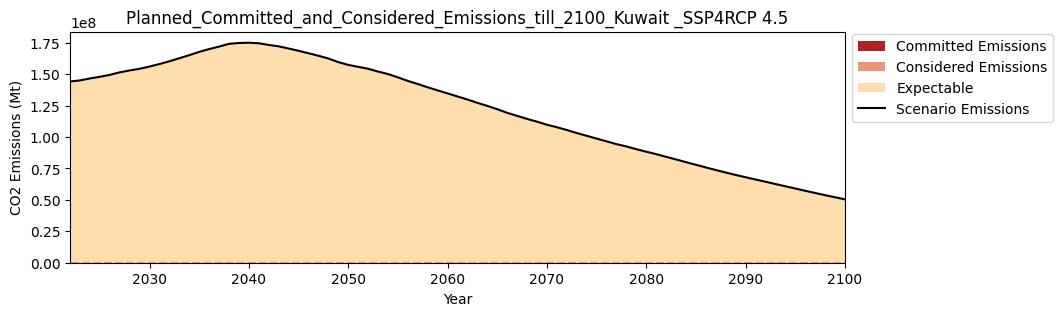 Planned_Committed_and_Considered_Emissions_till_2100_Kuwait _SSP4RCP 4.5
1e8
1.75
1.50
1.25
1.00
0.75
0.50
0.25
0.00
CO2 Emissions (Mt)
2030 2040 2050 2060 2070 2080 2090 2100
Year
Committed Emissions
Considered Emissions
Expectable
Scenario Emissions